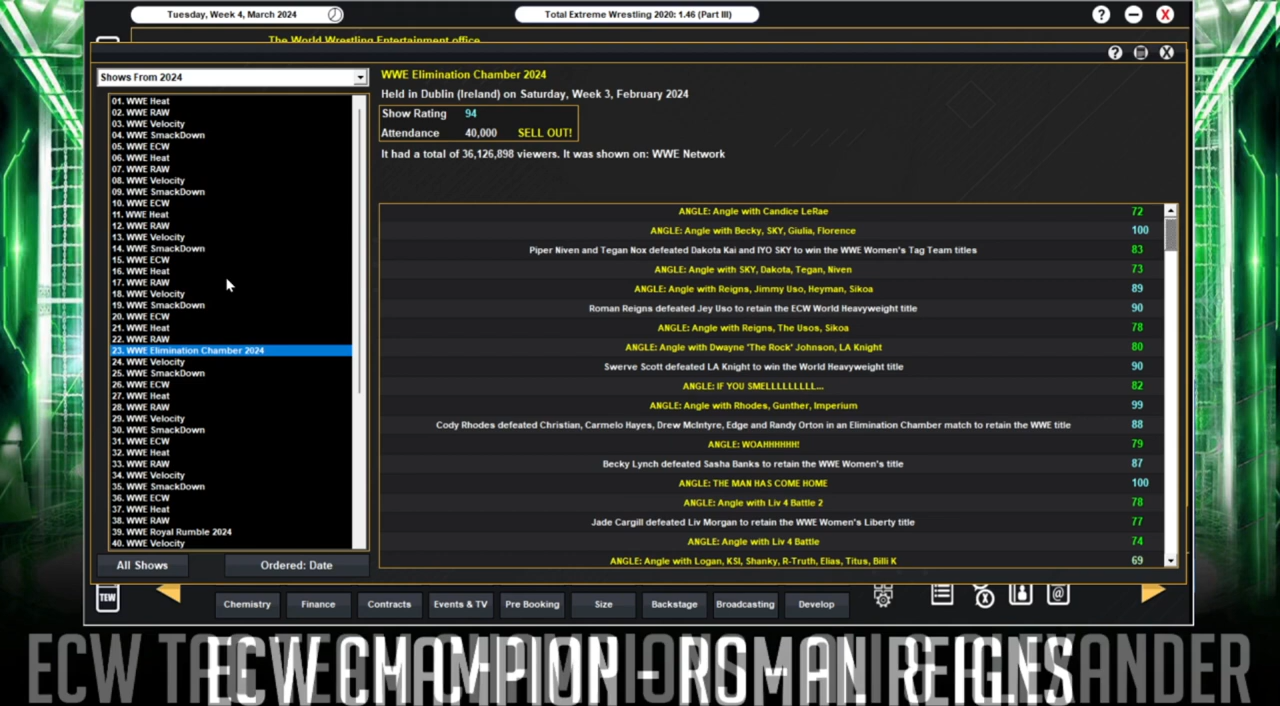 Tuesday, Week 4, March 2024
Total Extreme Wrestling 2020: 1.46 (Part III)
?
X
The World Wrestling Entertainment office
?
X
Shows From 2024
01. WWE Heat
02. WWE RAW
03. WWE Velocity
04. WWE SmackDown
05. WWE ECW
06. WWE Heat
07. WWE RAW
08. WWE Velocity
09. WWE SmackDown
10. WWE ECW
11. WWE Heat
12. WWE RAW
13. WWE Velocity
14. WWE SmackDown
15. WWE ECW
16. WWE Heat
17. WWE RAW
18. WWE Velocity
19. WWE SmackDown
20. WWE ECW
21. WWE Heat
22. WWE RAW
23. WWE Elimination Chamber 2024
24. WWE Velocity
25. WWE SmackDown
26. WWE ECW
27. WWE Heat
28. WWE RAW
29. WWE Velocity
30. WWE SmackDown
31. WWE ECW
32. WWE Heat
33. WWE RAW
34. WWE Velocity
35. WWE SmackDown
36. WWE ECW
37. WWE Heat
38. WWE RAW
39. WWE Royal Rumble 2024
40. WWE Velocity
All Shows
Ordered: Date
WWE Elimination Chamber 2024
Held in Dublin (Ireland) on Saturday, Week 3, February 2024
Show Rating 94
Attendance 40,000 SELL OUT!
It had a total of 36,126,898 viewers. It was shown on: WWE Network
ANGLE: Angle with Candice LeRae 72
ANGLE: Angle with Becky, SKY, Giulia, Florence 100
Piper Niven and Tegan Nox defeated Dakota Kai and IYO SKY to win the WWE Women's Tag Team titles 83
ANGLE: Angle with SKY, Dakota, Tegan, Niven 73
ANGLE: Angle with Reigns, Jimmy Uso, Heyman, Sikoa 89
Roman Reigns defeated Jey Uso to retain the ECW World Heavyweight title 90
ANGLE: Angle with Reigns, The Usos, Sikoa 78
ANGLE: Angle with Dwayne 'The Rock' Johnson, LA Knight 80
Swerve Scott defeated LA Knight to win the World Heavyweight title 90
ANGLE: IF YOU SMELLLLLLLLL... 82
ANGLE: Angle with Rhodes, Gunther, Imperium 99
Cody Rhodes defeated Christian, Carmelo Hayes, Drew McIntyre, Edge and Randy Orton in an Elimination Chamber match to retain the WWE title 88
ANGLE: WOAHHHHHH! 79
Becky Lynch defeated Sasha Banks to retain the WWE Women's title 87
ANGLE: THE MAN HAS COME HOME 100
ANGLE: Angle with Liv 4 Battle 2 78
Jade Cargill defeated Liv Morgan to retain the WWE Women's Liberty title 77
ANGLE: Angle with Liv 4 Battle 74
ANGLE: Angle with Logan, KSI, Shanky, R-Truth, Elias, Titus, Billi K 69
TEW
Chemistry
Finance
Contracts
Events & TV
Pre Booking
Size
Backstage
Broadcasting
Develop
@
ECW CHAMPION - ROMAN REIGNS